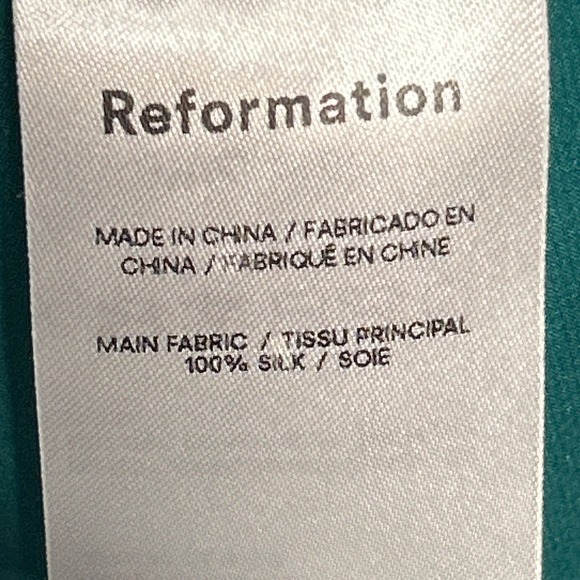 Reformation
MADE IN CHINA / FABRICADO EN
CHINA / FABRIQUÉ EN CHINE
MAIN FABRIC / TISSU PRINCIPAL
100% SILK / SOIE